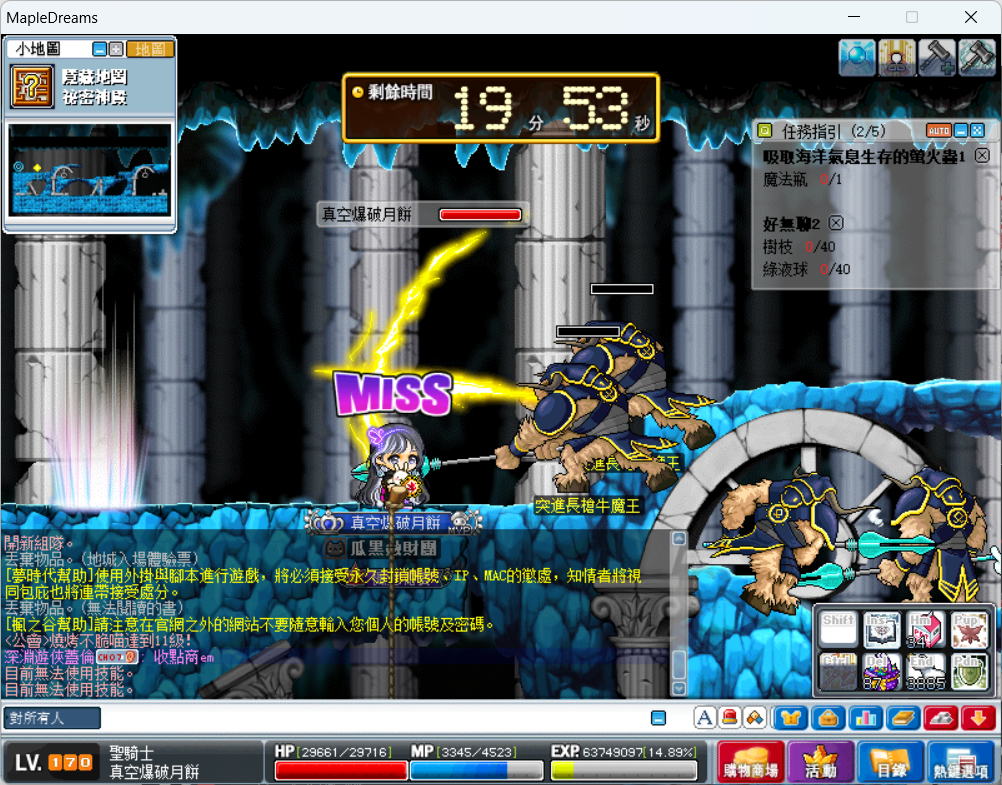 MapleDreams
小地圖
地圖
隱藏地圖
祕密神殿
剩餘時間
19 分 53 秒
任務指引 (2/5)
AUTO
吸取海洋氣息生存的螢火蟲1
魔法瓶 0/1
好無聊2
樹枝 0/40
綠液球 0/40
真空爆破月餅
MISS
突進長槍牛魔王
真空爆破月餅
MVP
開新組隊。
丟棄物品。(地城入場體驗票)
[夢時代幫助]使用外掛與腳本進行遊戲，將必須接受永久封鎖帳號、IP、MAC的懲處，知情者將視
同包庇也將連帶接受處分。
丟棄物品。(無法閱讀的書)
[楓之谷幫助]請注意在官網之外的網站不要隨意輸入您個人的帳號及密碼。
<公會>燒烤不脆喵達到11級!
深淵遊俠蓋倫 CH07 : 收點商em
目前無法使用技能。
目前無法使用技能。
Shift
Ins
Hm
Pup
Ctrl
Del
End
Pdn
3885
對所有人
LV. 170
聖騎士
真空爆破月餅
HP[29661/29716]
MP[3345/4523]
EXP. 63749097[14.89%]
購物商場
活動
目錄
熱鍵選項